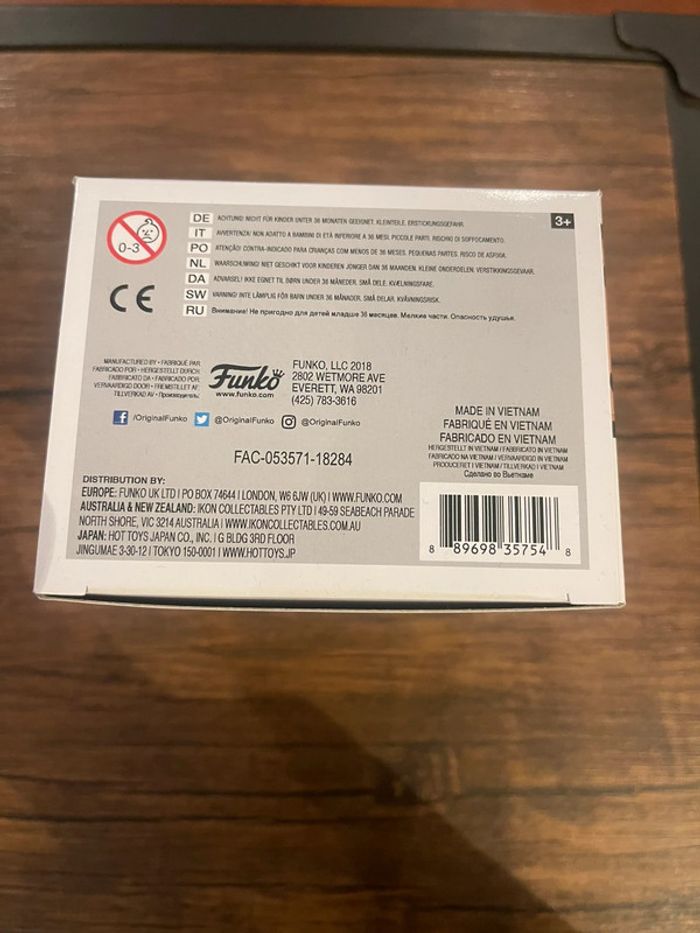 0-3
DE ACHTUNG! NICHT FÜR KINDER UNTER 36 MONATEN GEEIGNET. KLEINTEILE. ERSTICKUNGSGEFAHR.
3+
IT AVVERTENZA! NON ADATTO A BAMBINI DI ETÀ INFERIORE A 36 MESI. PICCOLE PARTI. RISCHIO DI SOFFOCAMENTO.
PO ATENÇÃO! CONTRA-INDICADO PARA CRIANÇAS COM MENOS DE 36 MESES. PEQUENAS PARTES. RISCO DE ASFIXIA.
NL WAARSCHUWING! NIET GESCHIKT VOOR KINDEREN JONGER DAN 36 MAANDEN. KLEINE ONDERDELEN. VERSTIKKINGSGEVAAR.
DA ADVARSEL! IKKE EGNET TIL BØRN UNDER 36 MÅNEDER. SMÅ DELE. KVÆLNINGSFARE.
SW VARNING! INTE LÄMPLIG FÖR BARN UNDER 36 MÅNADER. SMÅ DELAR. KVÄVNINGSRISK.
RU Внимание! Не пригодно для детей младше 36 месяцев. Мелкие части. Опасность удушья.
CE
MANUFACTURED BY • FABRIQUÉ PAR
FABRICADO POR • HERGESTELLT DURCH
FABBRICATO DA • FABRICADO POR
VERVAARDIGD DOOR • FREMSTILLET AF
TILLVERKAD AV • Производитель:
Funko
www.funko.com
FUNKO, LLC 2018
2802 WETMORE AVE
EVERETT, WA 98201
(425) 783-3616
/OriginalFunko @OriginalFunko @OriginalFunko
FAC-053571-18284
MADE IN VIETNAM
FABRIQUÉ EN VIETNAM
FABRICADO EN VIETNAM
HERGESTELLT IN VIETNAM / FABBRICATO IN VIETNAM
FABRICADO NA VIETNAM / VERVAARDIGD IN VIETNAM
PRODUCERET I VIETNAM / TILLVERKAD I VIETNAM
Сделано во Вьетнаме
DISTRIBUTION BY:
EUROPE: FUNKO UK LTD | PO BOX 74644 | LONDON, W6 6JW (UK) | WWW.FUNKO.COM
AUSTRALIA & NEW ZEALAND: IKON COLLECTABLES PTY LTD | 49-59 SEABEACH PARADE
NORTH SHORE, VIC 3214 AUSTRALIA | WWW.IKONCOLLECTABLES.COM.AU
JAPAN: HOT TOYS JAPAN CO., INC. | G BLDG 3RD FLOOR
JINGUMAE 3-30-12 | TOKYO 150-0001 | WWW.HOTTOYS.JP
8 89698 35754 8